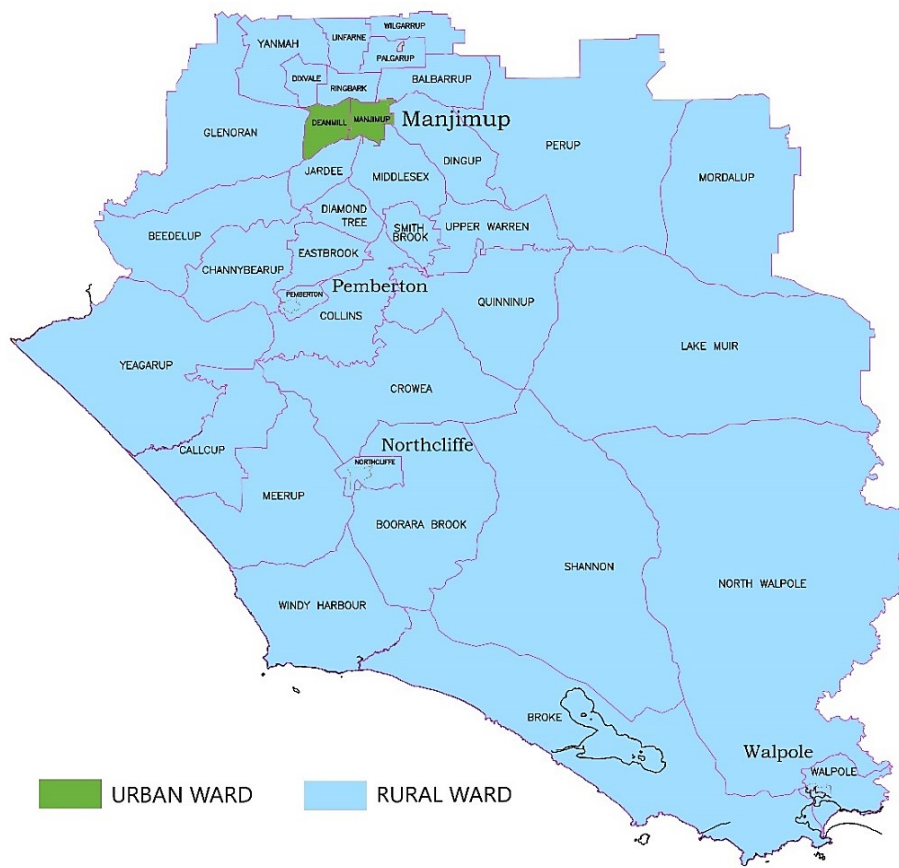 WILGARRUP
YANMAH
LINFARNE
PALGARUP
DIXVALE
RINGBARK
BALBARRUP
GLENORAN
DEANMILL
MANJIMUP
Manjimup
PERUP
DINGUP
JARDEE
MIDDLESEX
MORDALUP
DIAMOND
TREE
SMITH
BROOK
UPPER WARREN
BEEDELUP
EASTBROOK
CHANNYBEARUP
PEMBERTON
Pemberton
COLLINS
QUINNINUP
LAKE MUIR
YEAGARUP
CROWEA
CALLCUP
Northcliffe
NORTHCLIFFE
MEERUP
BOORARA BROOK
SHANNON
NORTH WALPOLE
WINDY HARBOUR
BROKE
Walpole
WALPOLE
URBAN WARD
RURAL WARD